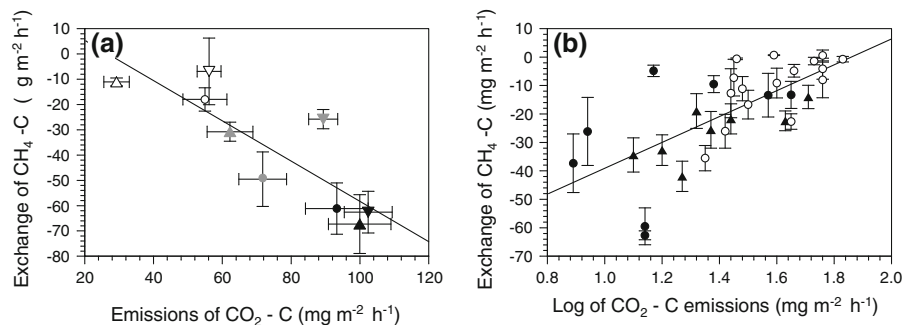 (a)
10
0
-10
-20
-30
-40
-50
-60
-70
-80
20 40 60 80 100 120
Exchange of CH4 -C ( g m-2 h-1)
Emissions of CO2 - C (mg m-2 h-1)
(b)
10
0
-10
-20
-30
-40
-50
-60
-70
0.8 1.0 1.2 1.4 1.6 1.8 2.0
Exchange of CH4 -C (mg m-2 h-1)
Log of CO2 - C emissions (mg m-2 h-1)